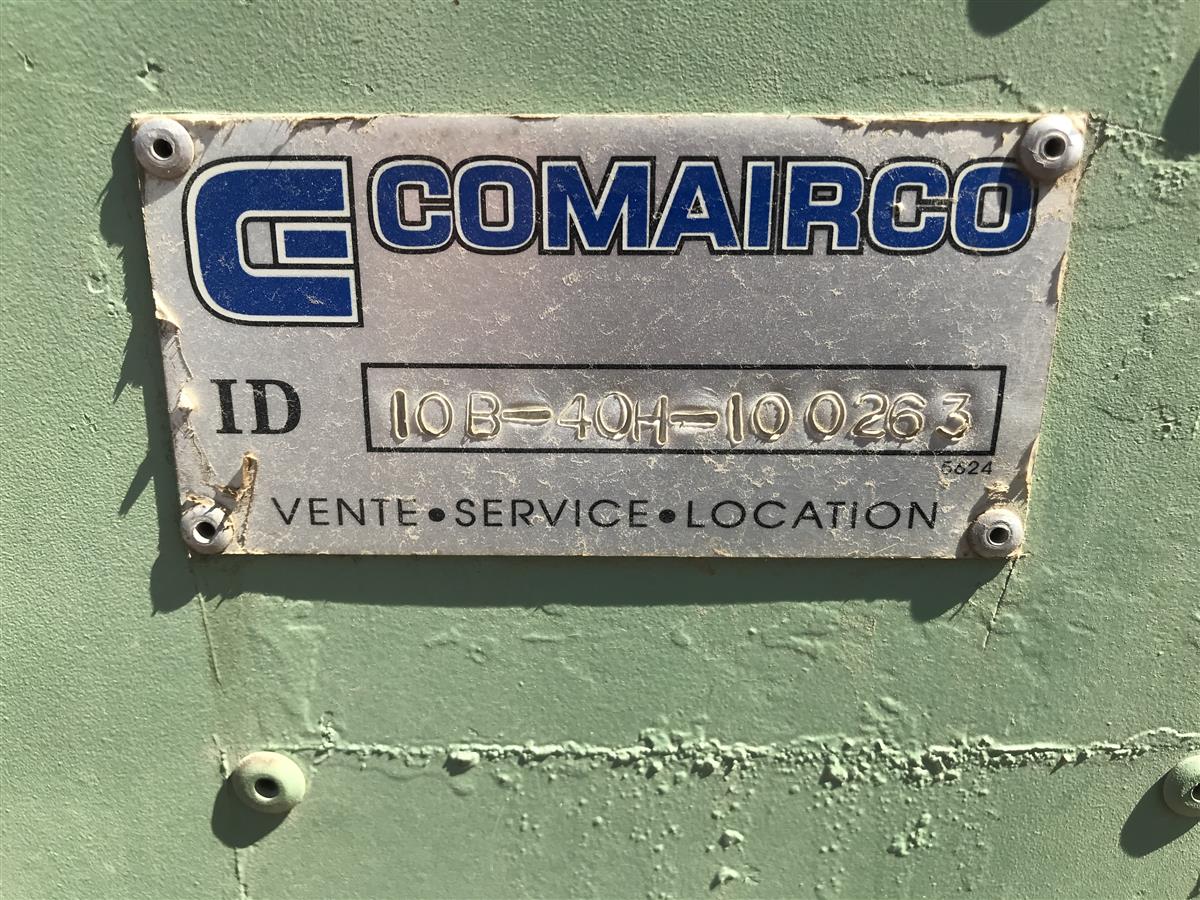 COMAIRCO
ID 10B-40H-100263
5624
VENTE•SERVICE•LOCATION